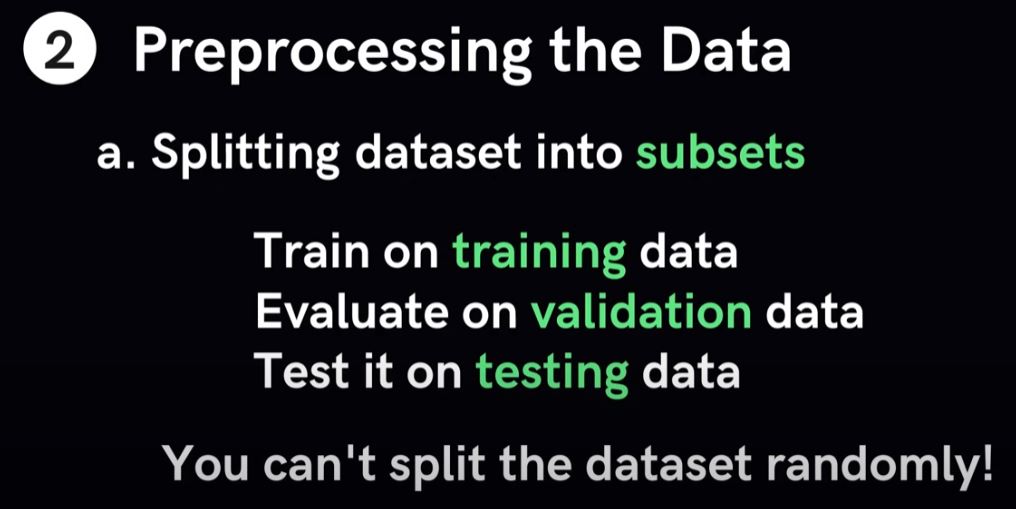 2 Preprocessing the Data
a. Splitting dataset into subsets
Train on training data
Evaluate on validation data
Test it on testing data
You can't split the dataset randomly!